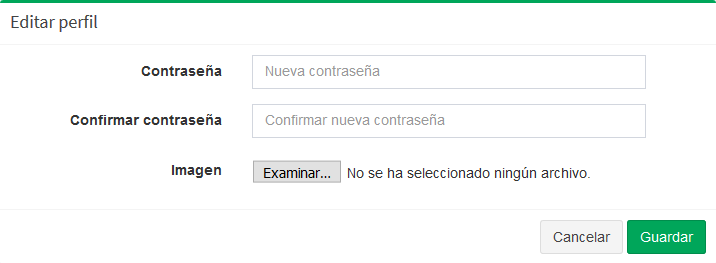 Editar perfil
Contraseña Nueva contraseña
Confirmar contraseña Confirmar nueva contraseña
Imagen Examinar... No se ha seleccionado ningún archivo.
Cancelar Guardar